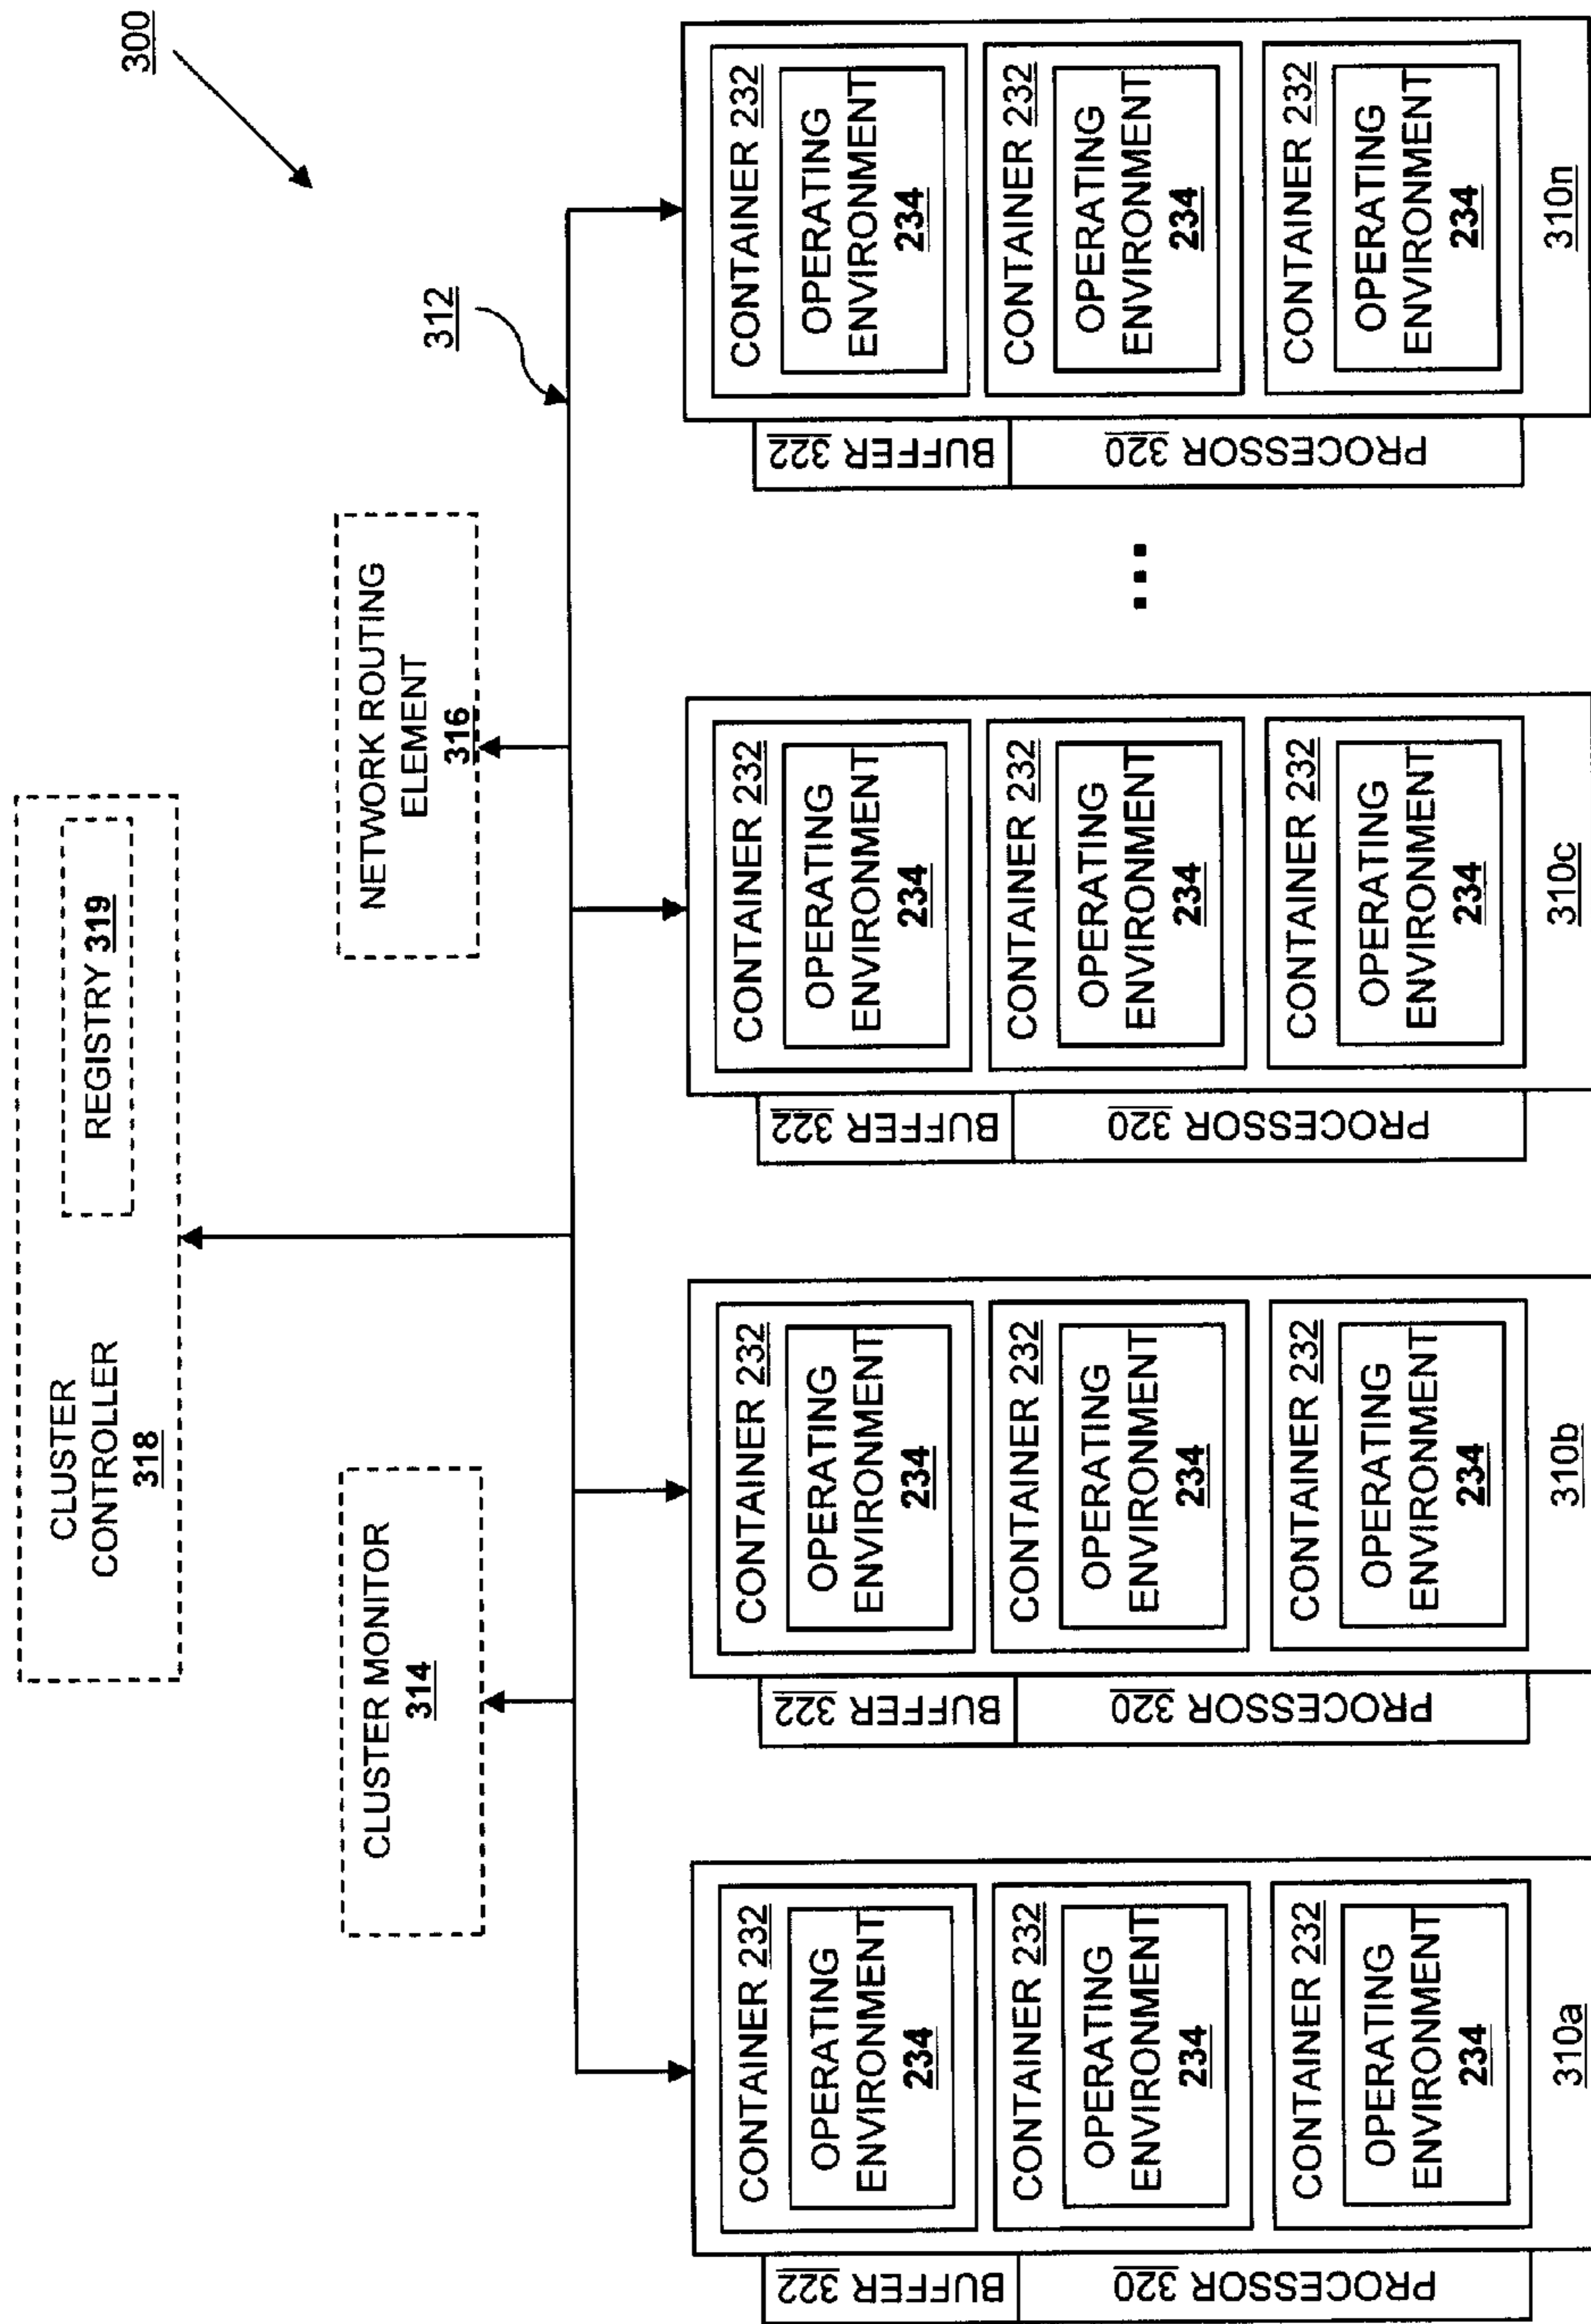 300
CLUSTER
CONTROLLER
318
REGISTRY 319
CLUSTER MONITOR
314
NETWORK ROUTING
ELEMENT
316
312
BUFFER 322
PROCESSOR 320
CONTAINER 232
OPERATING
ENVIRONMENT
234
CONTAINER 232
OPERATING
ENVIRONMENT
234
CONTAINER 232
OPERATING
ENVIRONMENT
234
310a
BUFFER 322
PROCESSOR 320
CONTAINER 232
OPERATING
ENVIRONMENT
234
CONTAINER 232
OPERATING
ENVIRONMENT
234
CONTAINER 232
OPERATING
ENVIRONMENT
234
310b
BUFFER 322
PROCESSOR 320
CONTAINER 232
OPERATING
ENVIRONMENT
234
CONTAINER 232
OPERATING
ENVIRONMENT
234
CONTAINER 232
OPERATING
ENVIRONMENT
234
310c
...
BUFFER 322
PROCESSOR 320
CONTAINER 232
OPERATING
ENVIRONMENT
234
CONTAINER 232
OPERATING
ENVIRONMENT
234
CONTAINER 232
OPERATING
ENVIRONMENT
234
310n